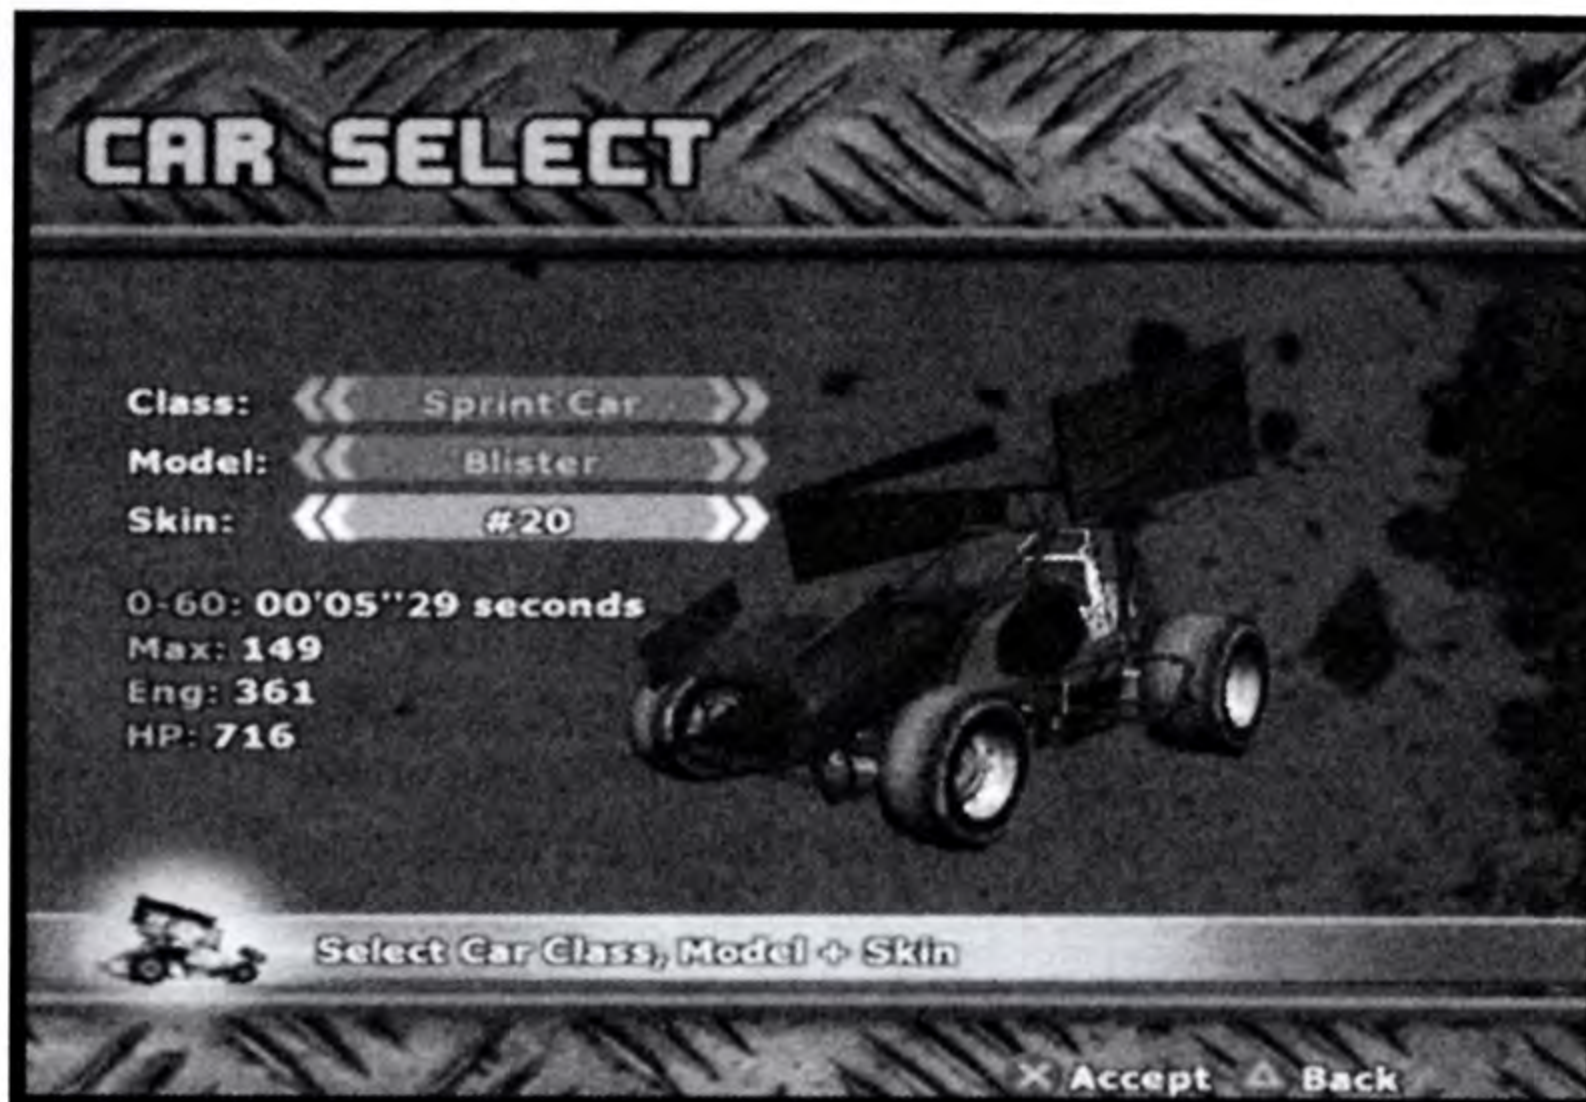 CAR SELECT
Class: Sprint Car
Model: Blister
Skin: #20
0-60: 00'05"29 seconds
Max: 149
Eng: 361
HP: 716
Select Car Class, Model + Skin
Accept Back